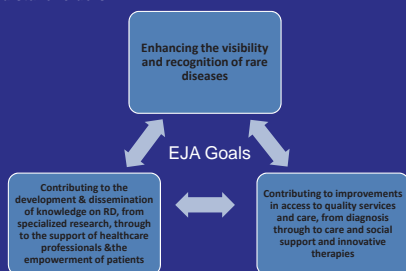 Enhancing the visibility
and recognition of rare
diseases
EJA Goals
Contributing to the
development & dissemination
of knowledge on RD, from
specialized research, through
to the support of healthcare
professionals &the
empowerment of patients
Contributing to improvements
in access to quality services
and care, from diagnosis
through to care and social
support and innovative
therapies